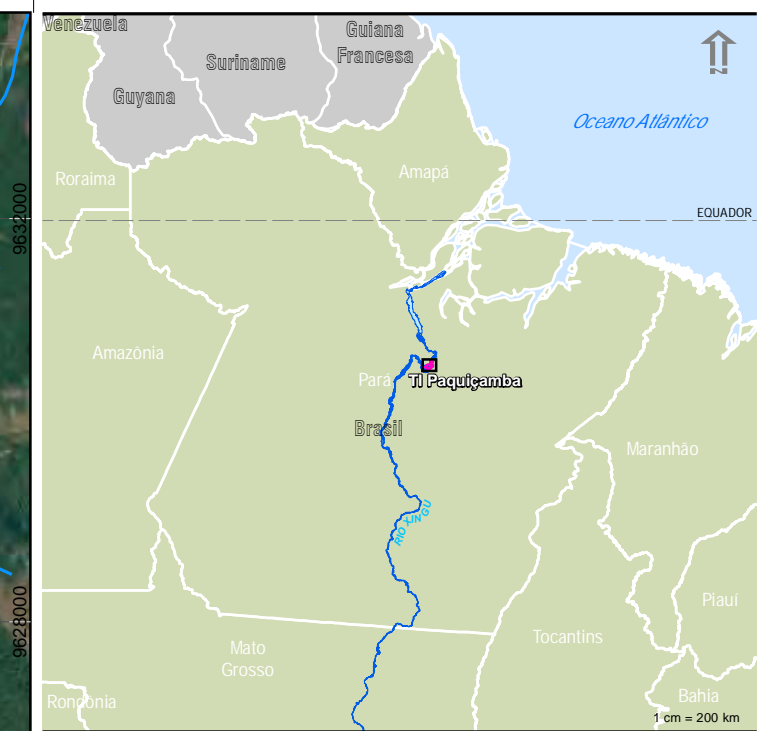 Venezuela
Guiana
Francesa
Suriname
Guyana
Oceano Atlântico
Roraima
Amapá
9632000
EQUADOR
Amazônia
Pará
TI Paquiçamba
Brasil
Maranhão
RIO XINGU
9628000
Piauí
Tocantins
Mato
Grosso
Rondônia
Bahia
1 cm = 200 km
N